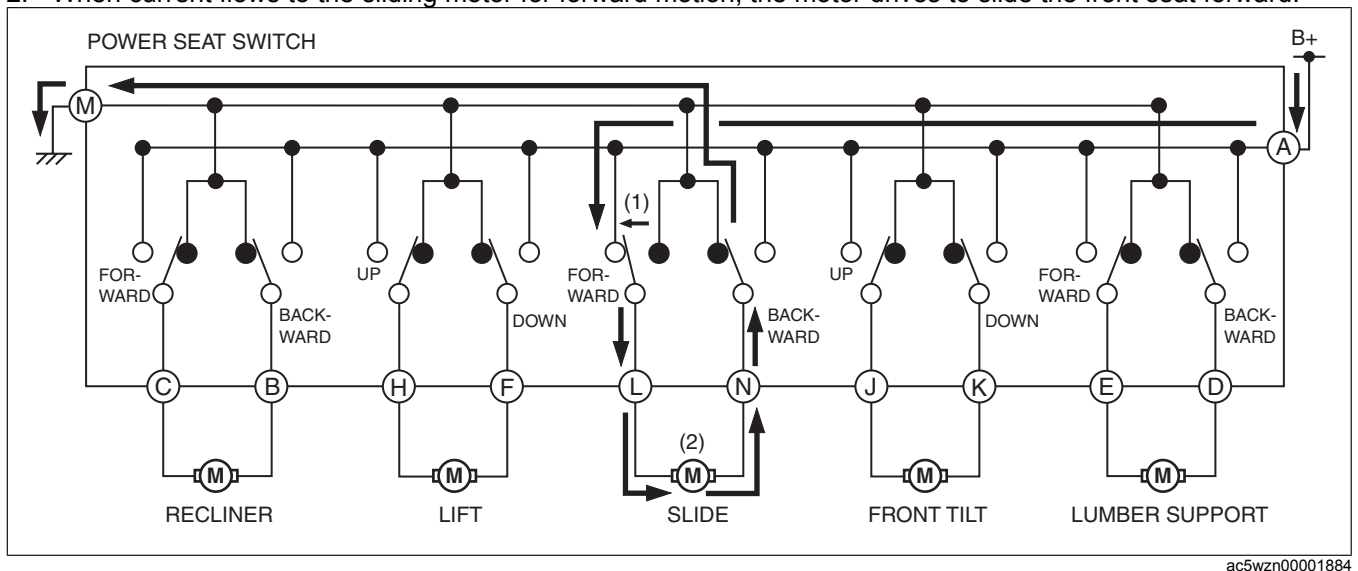 2. When current flows to the sliding motor for forward motion, the motor drives to slide the front seat forward.
POWER SEAT SWITCH
B+
M
A
(1)
FOR-
WARD
BACK-
WARD
UP
DOWN
FOR-
WARD
BACK-
WARD
UP
DOWN
FOR-
WARD
BACK-
WARD
C
B
H
F
L
N
J
K
E
D
(2)
M
M
M
M
M
RECLINER
LIFT
SLIDE
FRONT TILT
LUMBER SUPPORT
ac5wzn00001884